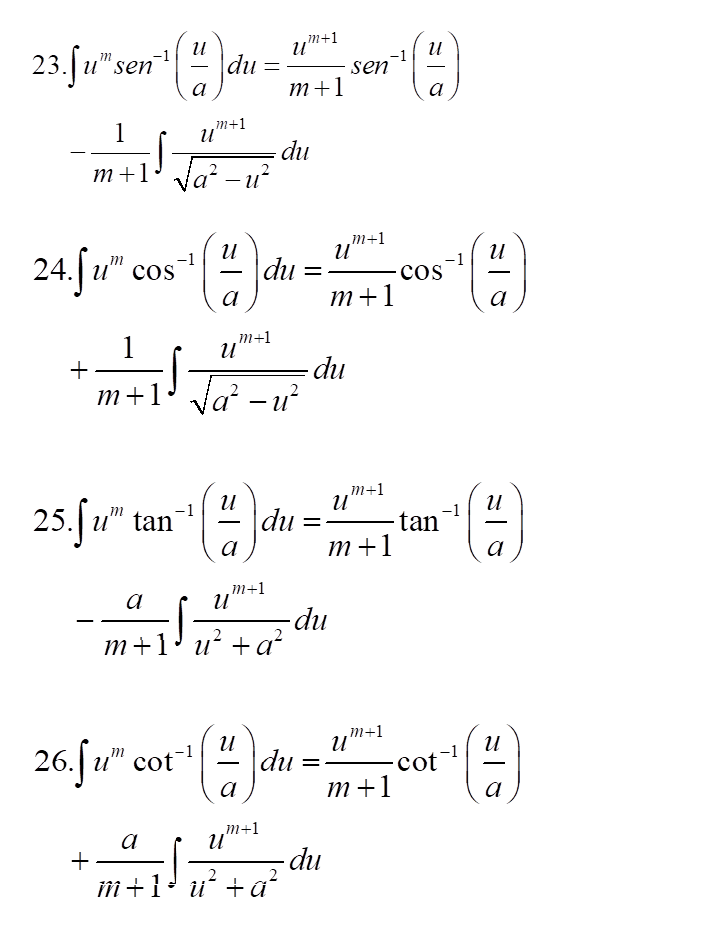 23. ∫ u^m sen^{-1} (u/a) du = u^{m+1}/(m+1) sen^{-1} (u/a)
− 1/(m+1) ∫ u^{m+1}/√(a² − u²) du
24. ∫ u^m cos^{-1} (u/a) du = u^{m+1}/(m+1) cos^{-1} (u/a)
+ 1/(m+1) ∫ u^{m+1}/√(a² − u²) du
25. ∫ u^m tan^{-1} (u/a) du = u^{m+1}/(m+1) tan^{-1} (u/a)
− a/(m+1) ∫ u^{m+1}/(u² + a²) du
26. ∫ u^m cot^{-1} (u/a) du = u^{m+1}/(m+1) cot^{-1} (u/a)
+ a/(m+1) ∫ u^{m+1}/(u² + a²) du